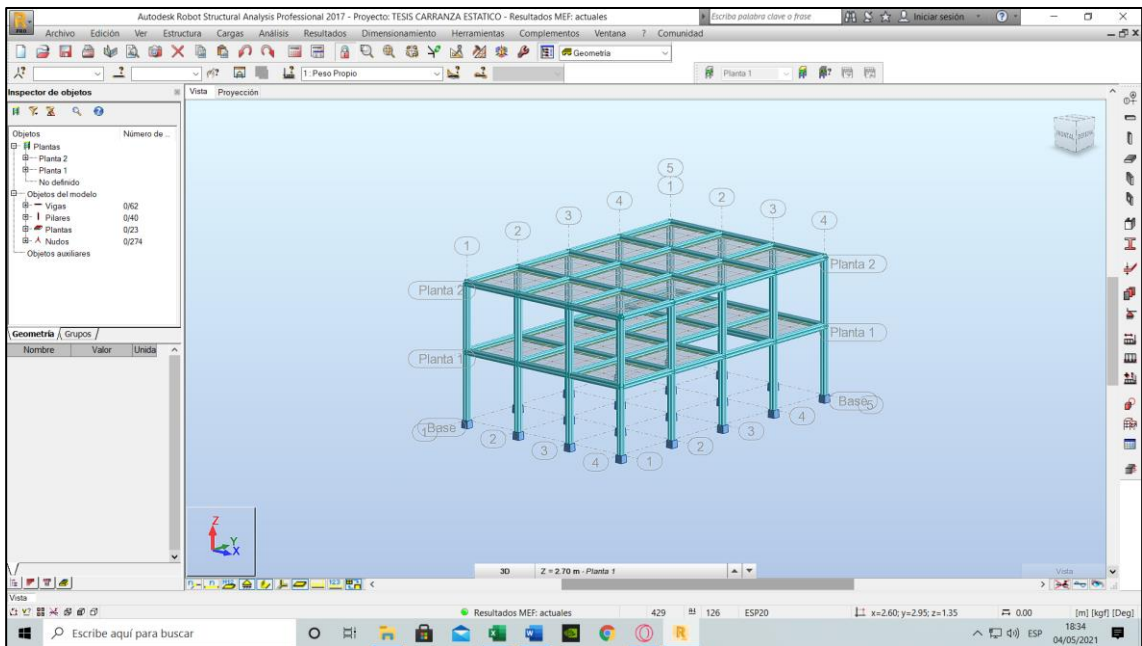 PRO
Autodesk Robot Structural Analysis Professional 2017 - Proyecto: TESIS CARRANZA ESTATICO - Resultados MEF: actuales
Escriba palabra clave o frase
Iniciar sesión
Archivo Edición Ver Estructura Cargas Análisis Resultados Dimensionamiento Herramientas Complementos Ventana ? Comunidad
Geometría
1 : Peso Propio
Planta 1
Inspector de objetos
Vista Proyección
Objetos Número de ...
Plantas
Planta 2
Planta 1
No definido
Objetos del modelo
Vigas 0/62
Pilares 0/40
Plantas 0/23
Nudos 0/274
Objetos auxiliares
Geometría Grupos
Nombre Valor Unida
5
1
4 2
3 3
2 4
1
Planta 2 Planta 2
Planta 1 Planta 1
Base 5
1 Base
2 4
3 3
4 1 2
Z
Y
X
3D Z = 2.70 m - Planta 1
Vista
Vista
Resultados MEF: actuales 429 126 ESP20 x=2.60; y=2.95; z=1.35 0.00 [m] [kgf] [Deg]
Escribe aquí para buscar
ESP
18:34
04/05/2021